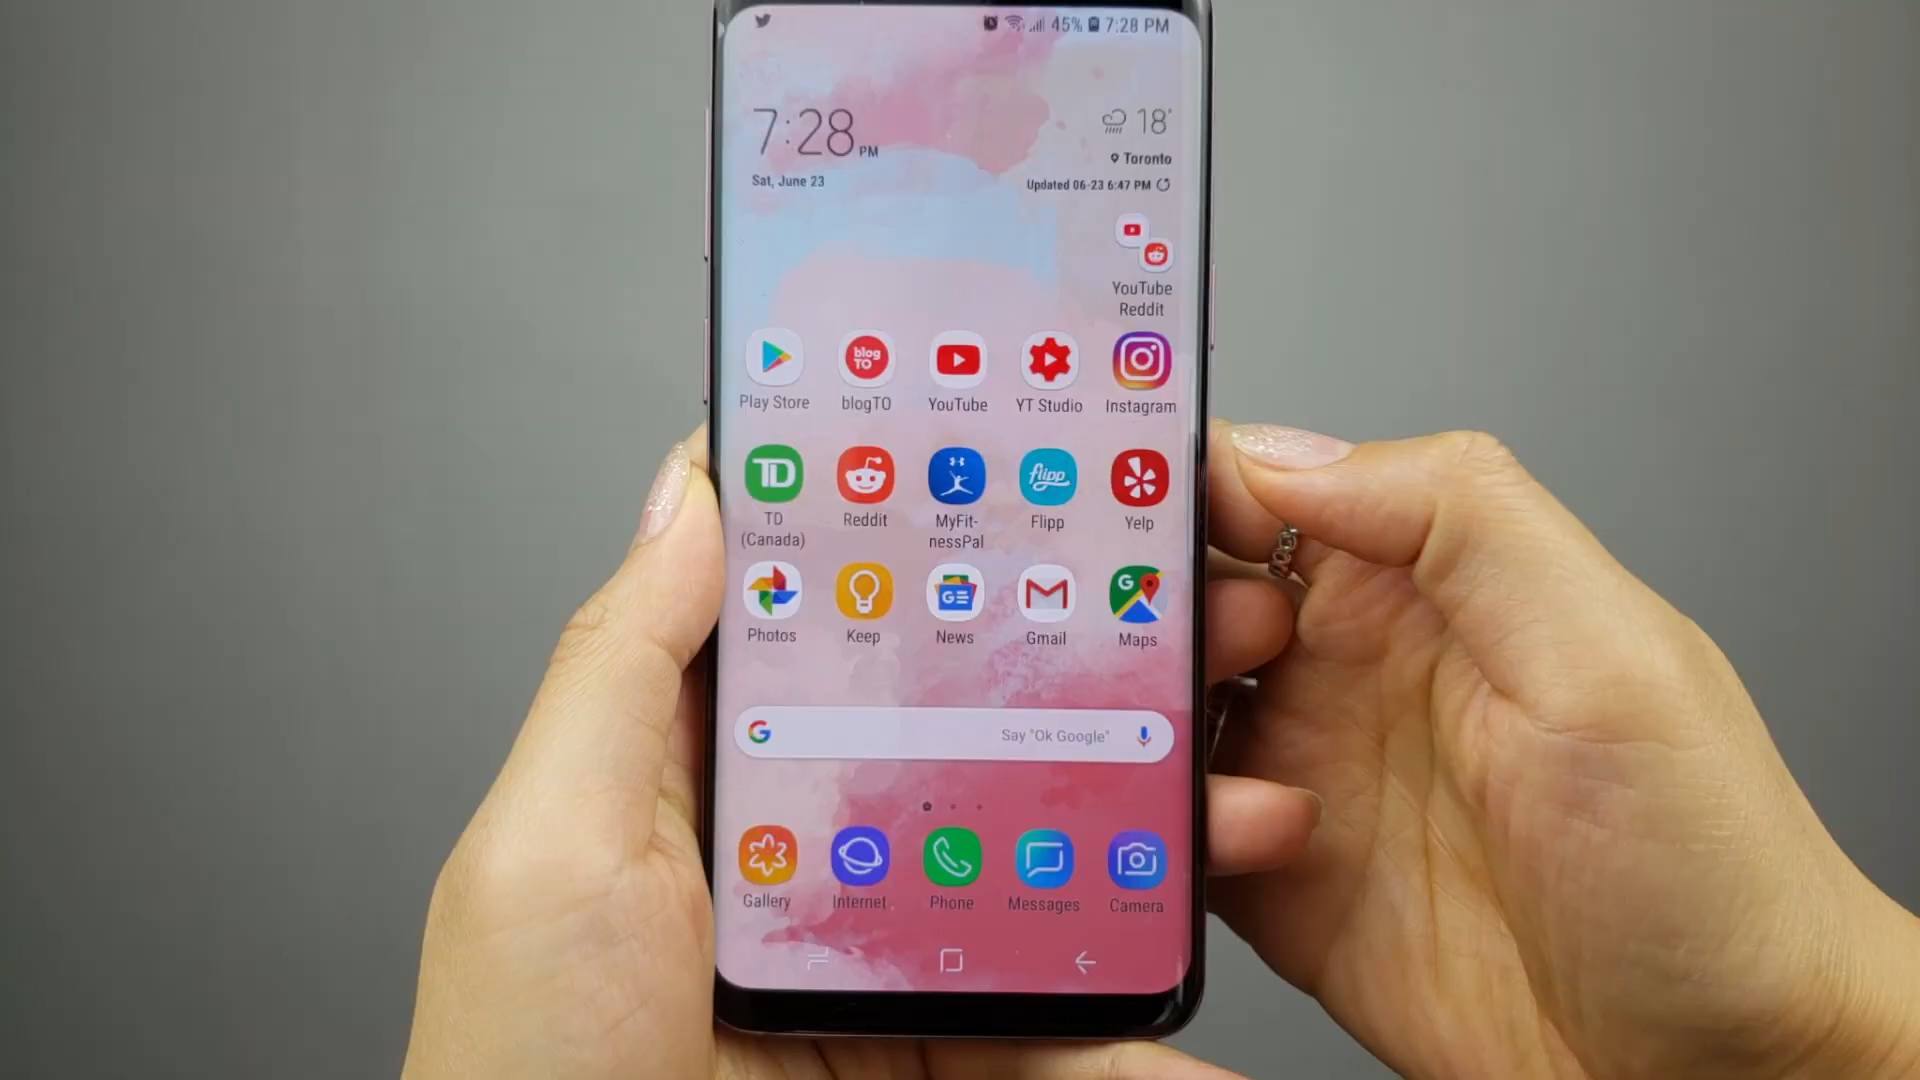 45% 7:28 PM
7:28 PM
18°
Toronto
Sat, June 23
Updated 06-23 6:47 PM
YouTube
Reddit
blog
TO
Play Store
blogTO
YouTube
YT Studio
Instagram
TD
flipp
TD
(Canada)
Reddit
MyFit-
nessPal
Flipp
Yelp
GE
G
Photos
Keep
News
Gmail
Maps
G
Say "Ok Google"
Gallery
Internet
Phone
Messages
Camera